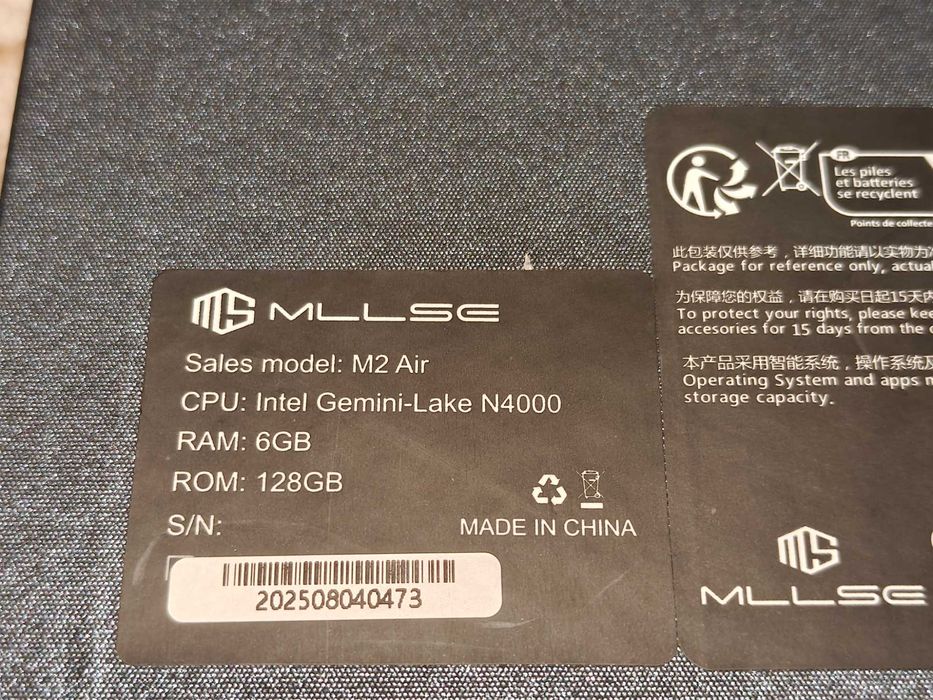 MLLSE
Sales model: M2 Air
CPU: Intel Gemini-Lake N4000
RAM: 6GB
ROM: 128GB
S/N:
MADE IN CHINA
202508040473
FR
Les piles
et batteries
se recyclent
Points de collecte
此包装仅供参考，详细功能请以实物为
Package for reference only, actual
为保障您的权益，请在购买日起15天内
To protect your rights, please kee
accesories for 15 days from the
本产品采用智能系统，操作系统及
Operating System and apps
storage capacity.
MLLSE